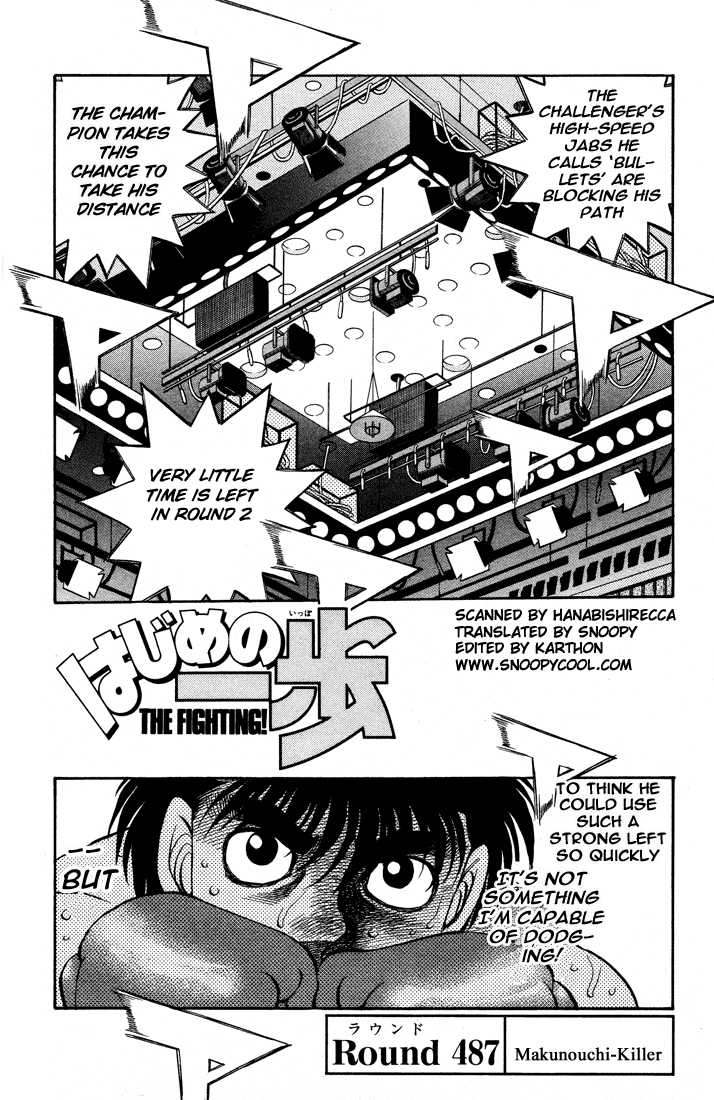 THE
CHALLENGER'S
HIGH-SPEED
JABS HE
CALLS 'BUL-
LETS' ARE
BLOCKING HIS
PATH
THE CHAM-
PION TAKES
THIS
CHANCE TO
TAKE HIS
DISTANCE
VERY LITTLE
TIME IS LEFT
IN ROUND 2
はじめの一歩
いっぽ
THE FIGHTING!
SCANNED BY HANABISHIRECCA
TRANSLATED BY SNOOPY
EDITED BY KARTHON
WWW.SNOOPYCOOL.COM
TO THINK HE
COULD USE
SUCH A
STRONG LEFT
SO QUICKLY
IT'S NOT
SOMETHING
I'M CAPABLE
OF DODG-
ING!
--
BUT
ラウンド
Round 487
Makunouchi-Killer